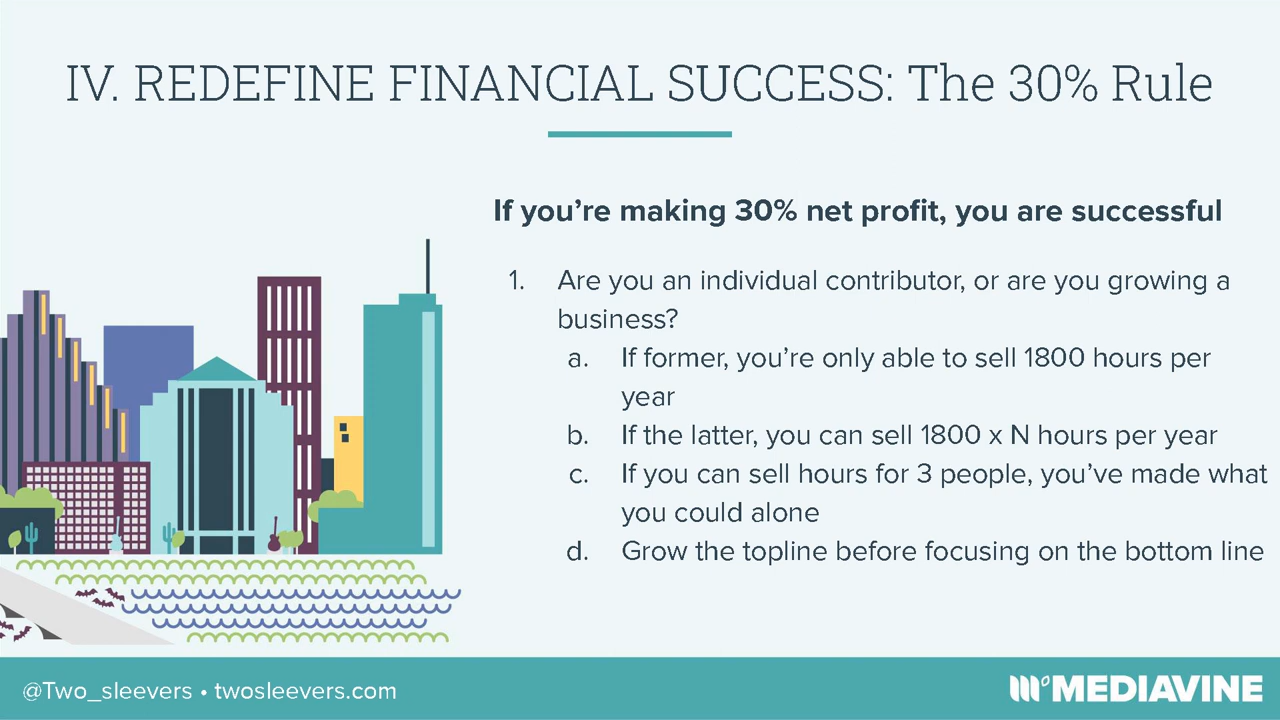 IV. REDEFINE FINANCIAL SUCCESS: The 30% Rule
If you're making 30% net profit, you are successful
1. Are you an individual contributor, or are you growing a
business?
a. If former, you're only able to sell 1800 hours per
year
b. If the latter, you can sell 1800 x N hours per year
c. If you can sell hours for 3 people, you've made what
you could alone
d. Grow the topline before focusing on the bottom line
@Two_sleevers • twosleevers.com
MEDIAVINE